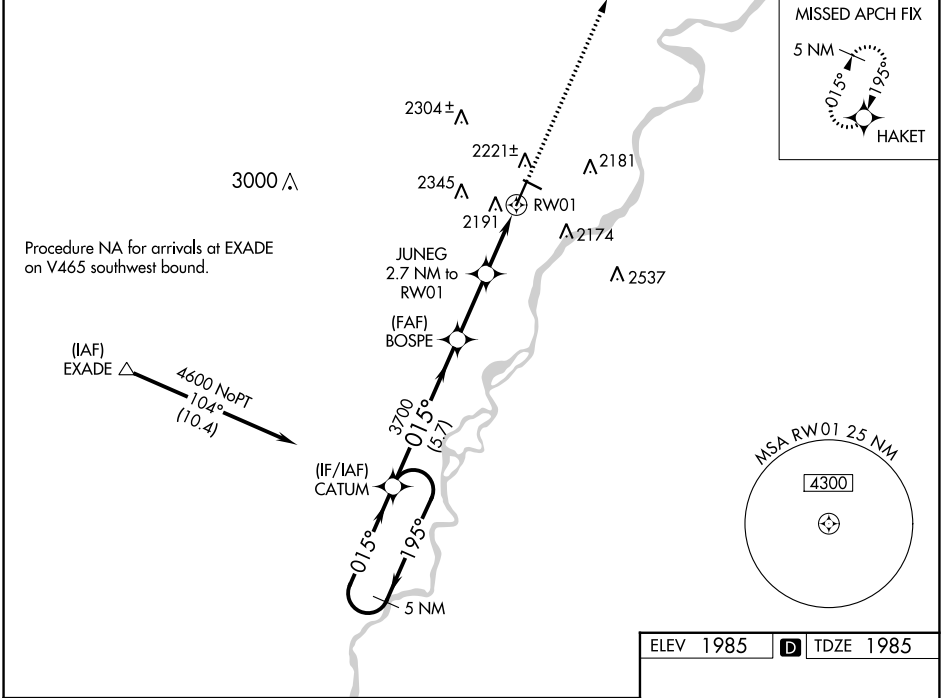 MISSED APCH FIX
5 NM
015°
195°
HAKET
2304±
2221±
2181
3000
2345
RW01
2191
2174
Procedure NA for arrivals at EXADE
on V465 southwest bound.
JUNEG
2.7 NM to
RW01
2537
(FAF)
BOSPE
(IAF)
EXADE
4600 NoPT
104°
(10.4)
3700
015°
(5.7)
(IF/IAF)
CATUM
015°
195°
5 NM
MSA RW01 25 NM
4300
ELEV 1985 D TDZE 1985